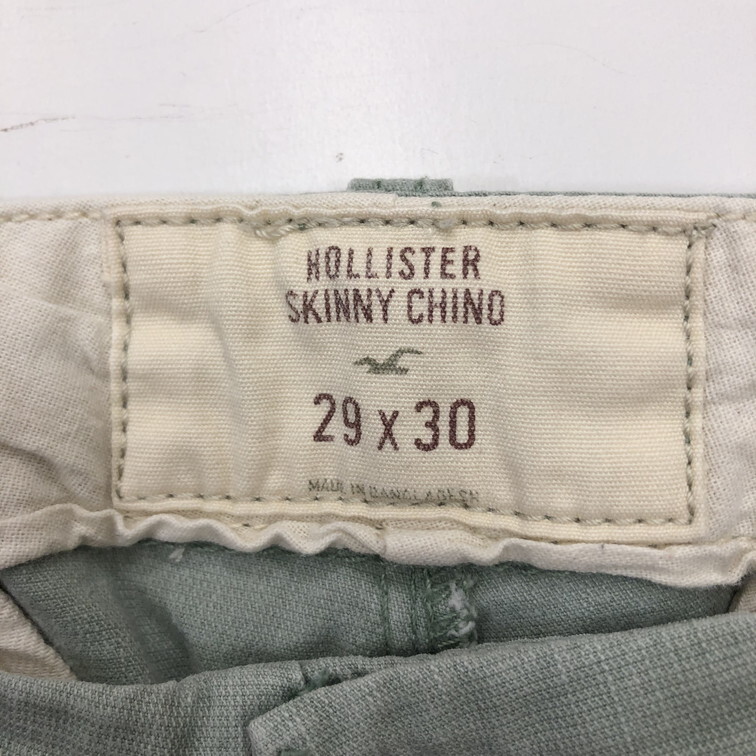 HOLLISTER
SKINNY CHINO
29 x 30
MADE IN BANGLADESH